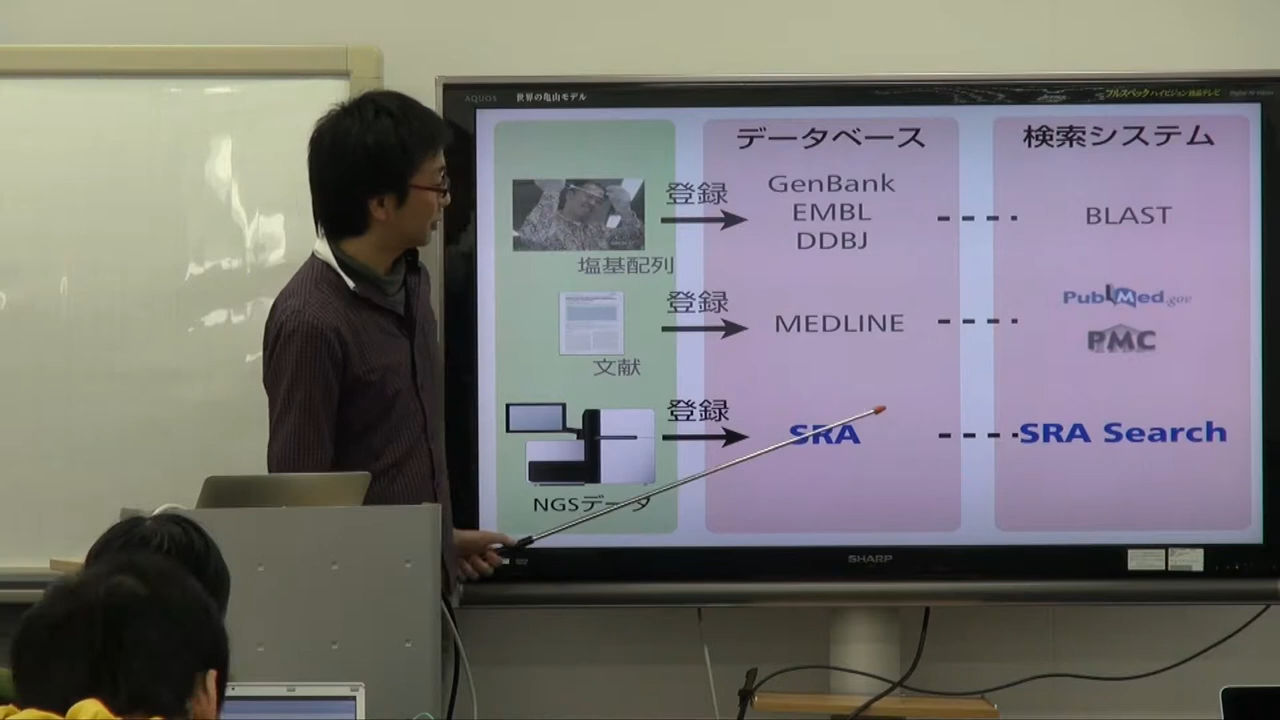 AQUOS 世界の亀山モデル
フルスペックハイビジョン液晶テレビ
データベース
検索システム
登録
GenBank
EMBL
DDBJ
BLAST
塩基配列
登録
MEDLINE
PubMed.gov
PMC
文献
登録
SRA
SRA Search
NGSデータ
SHARP